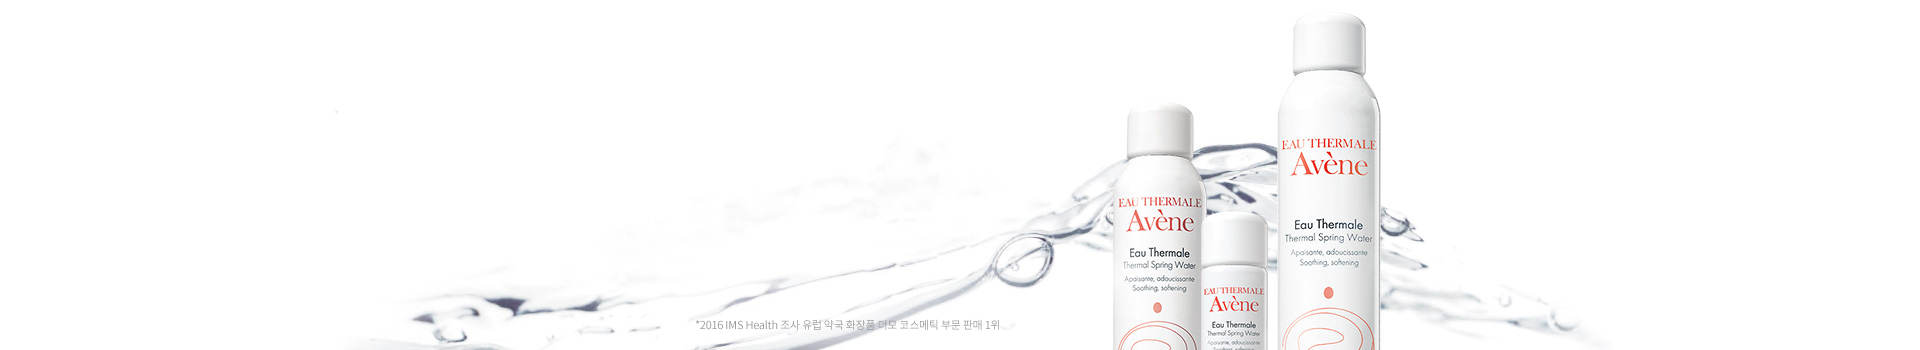 EAU THERMALE
Avène
Eau Thermale
Thermal Spring Water
Apaisante, adoucissante
Soothing, softening
EAU THERMALE
Avène
Eau Thermale
Thermal Spring Water
Apaisante, adoucissante
Soothing, softening
EAU THERMALE
Avène
Eau Thermale
Thermal Spring Water
Apaisante, adoucissante
*2016 IMS Health 조사 유럽 약국 화장품 더모 코스메틱 부문 판매 1위